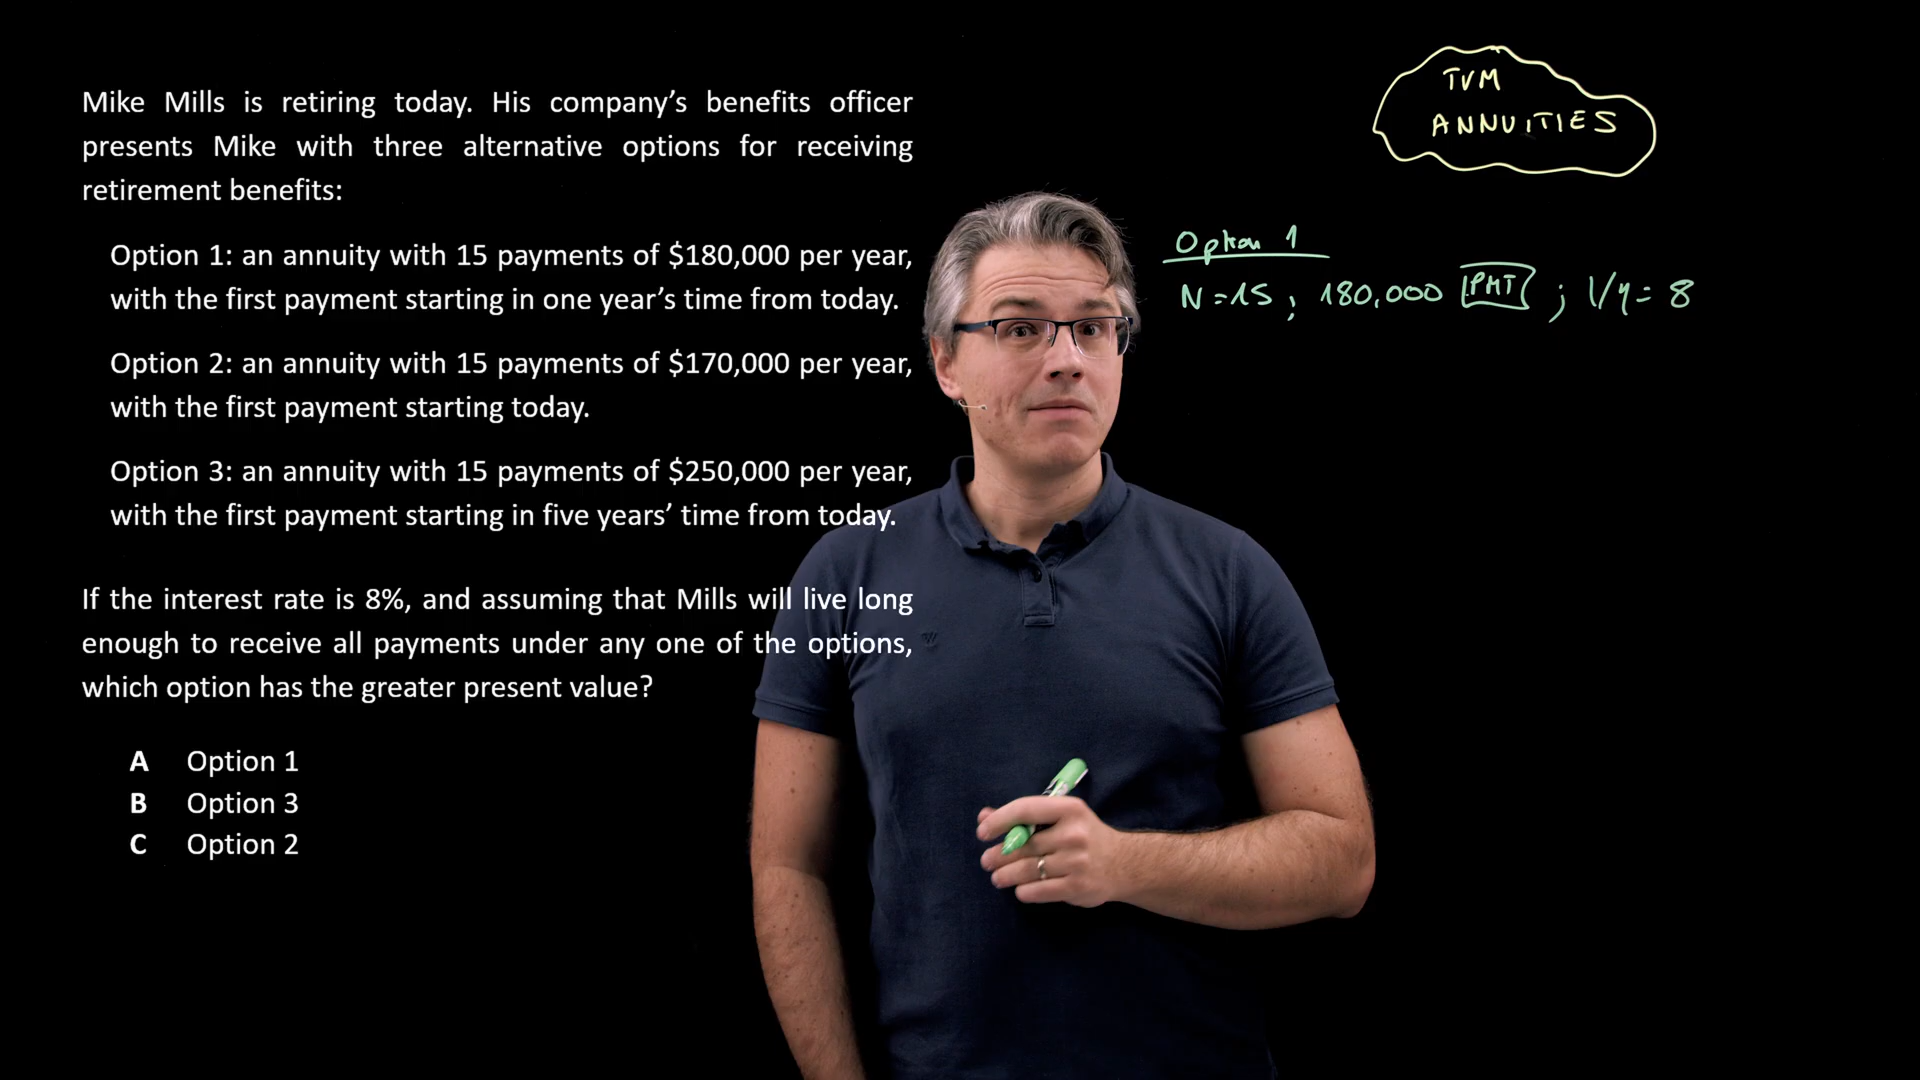 Mike Mills is retiring today. His company's benefits officer
presents Mike with three alternative options for receiving
retirement benefits:
Option 1: an annuity with 15 payments of $180,000 per year,
with the first payment starting in one year's time from today.
Option 2: an annuity with 15 payments of $170,000 per year,
with the first payment starting today.
Option 3: an annuity with 15 payments of $250,000 per year,
with the first payment starting in five years' time from today.
If the interest rate is 8%, and assuming that Mills will live long
enough to receive all payments under any one of the options,
which option has the greater present value?
A Option 1
B Option 3
C Option 2
TVM
ANNUITIES
Option 1
N=15 ; 180,000 PMT ; I/Y= 8